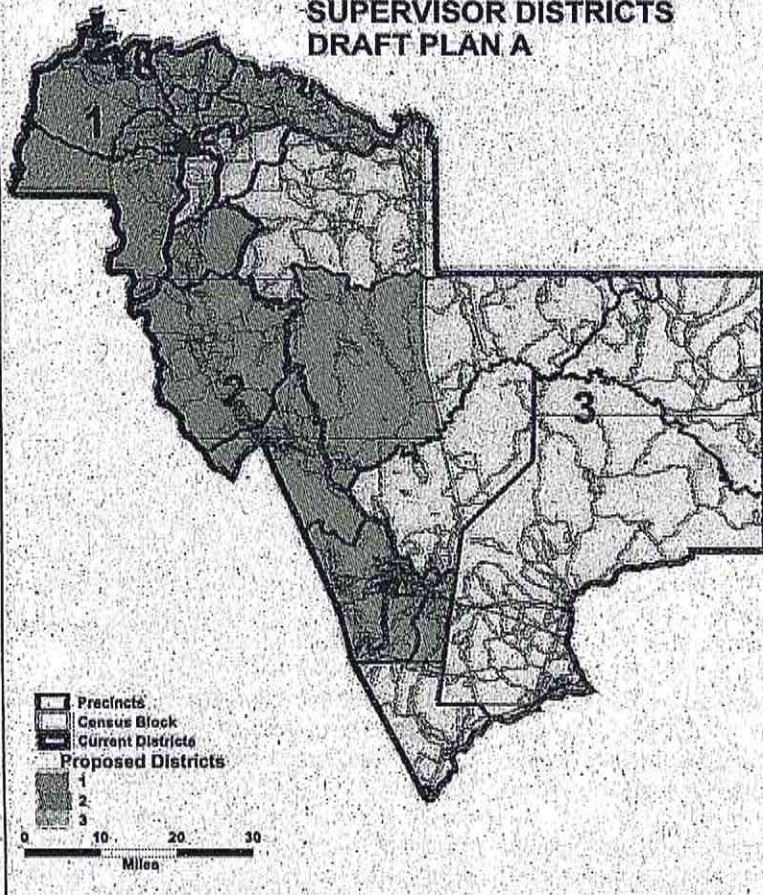 SUPERVISOR DISTRICTS
DRAFT PLAN A
1
2
3
Precincts
Census Block
Current Districts
Proposed Districts
1
2
3
0 10 20 30
Miles